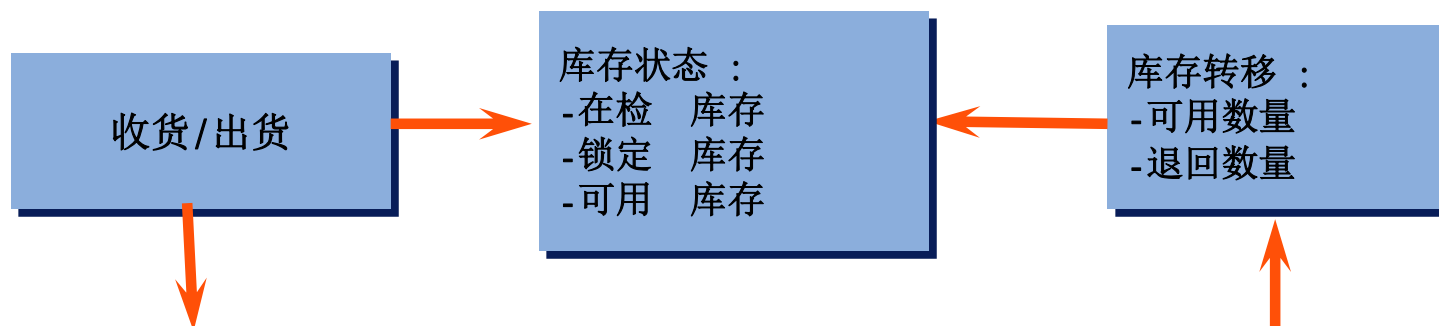 收货/出货
库存状态 :
-在检 库存
-锁定 库存
-可用 库存
库存转移 :
-可用数量
-退回数量